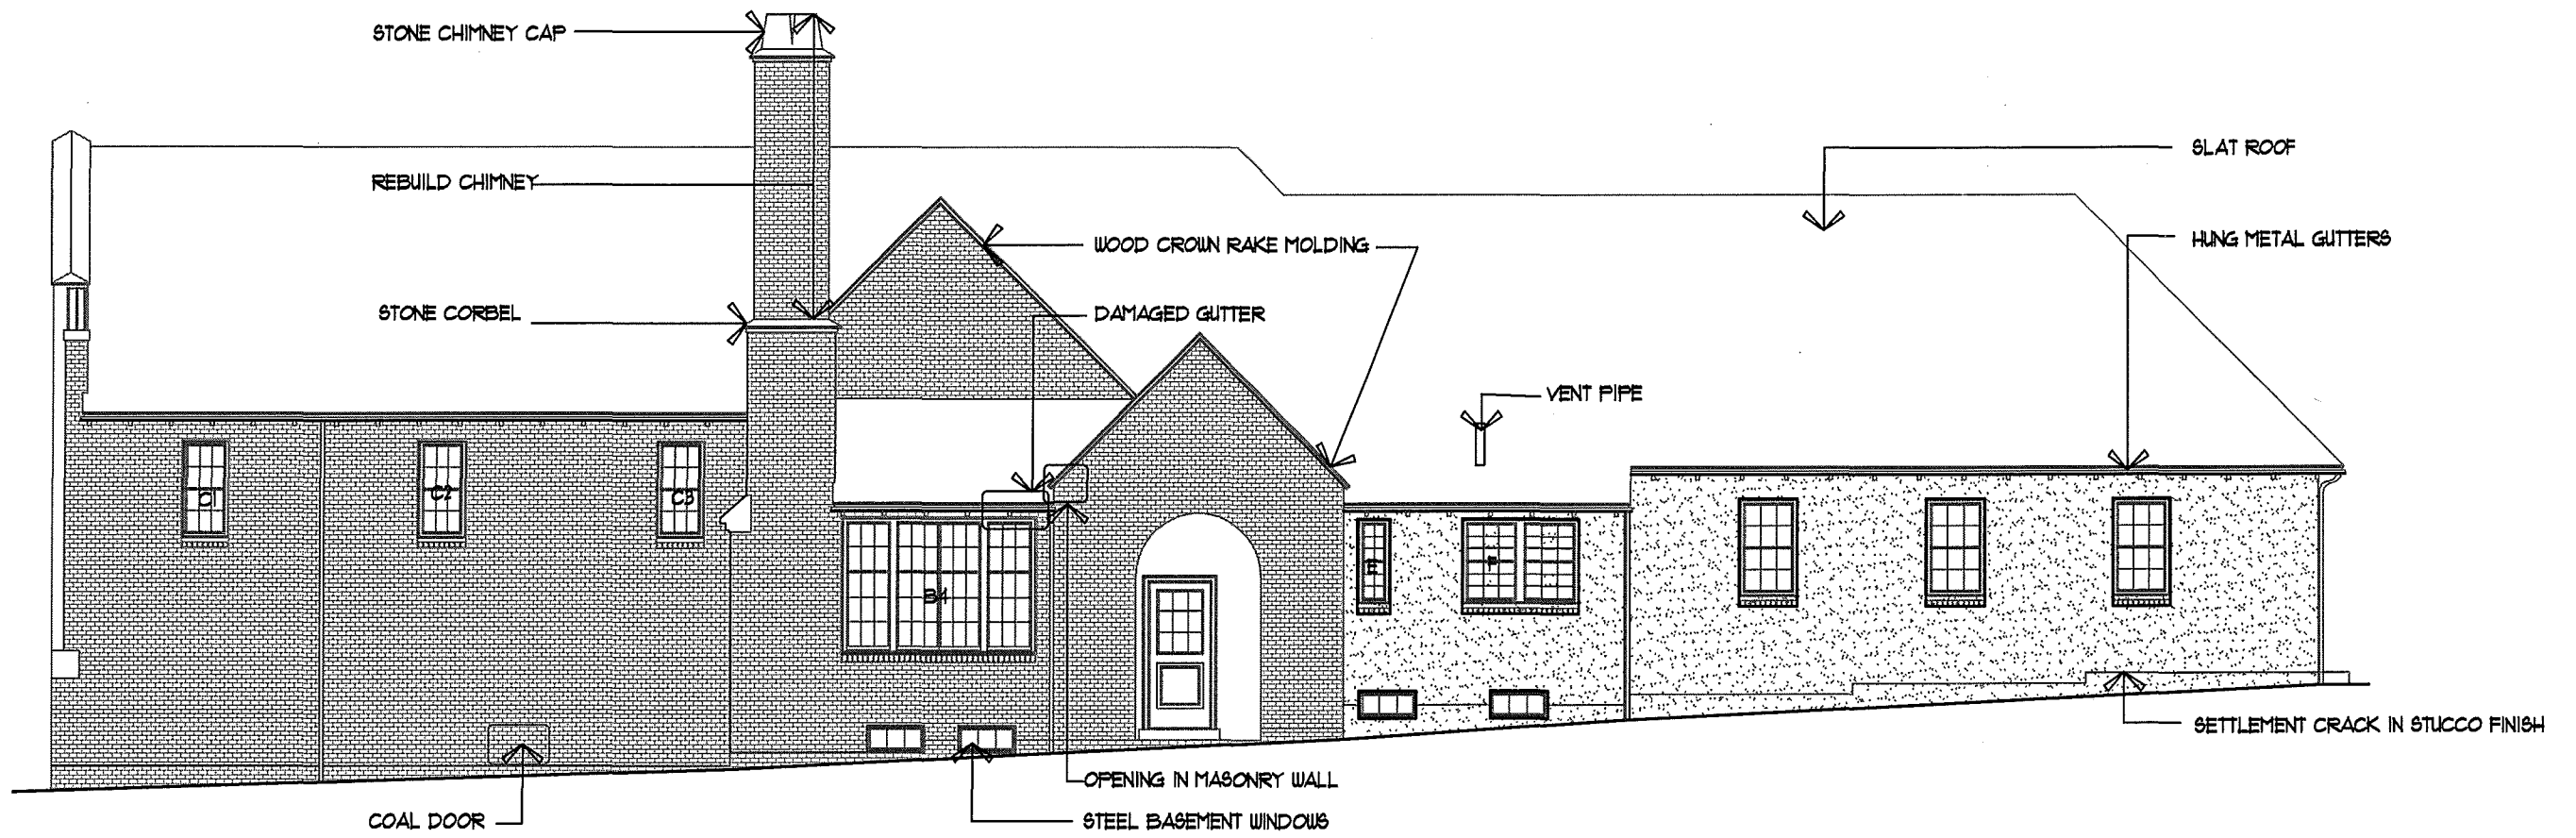 STONE CHIMNEY CAP
SLAT ROOF
REBUILD CHIMNEY
HUNG METAL GUTTERS
WOOD CROWN RAKE MOLDING
STONE CORBEL
DAMAGED GUTTER
VENT PIPE
C1
C2
C3
E
F
B4
SETTLEMENT CRACK IN STUCCO FINISH
OPENING IN MASONRY WALL
COAL DOOR
STEEL BASEMENT WINDOWS